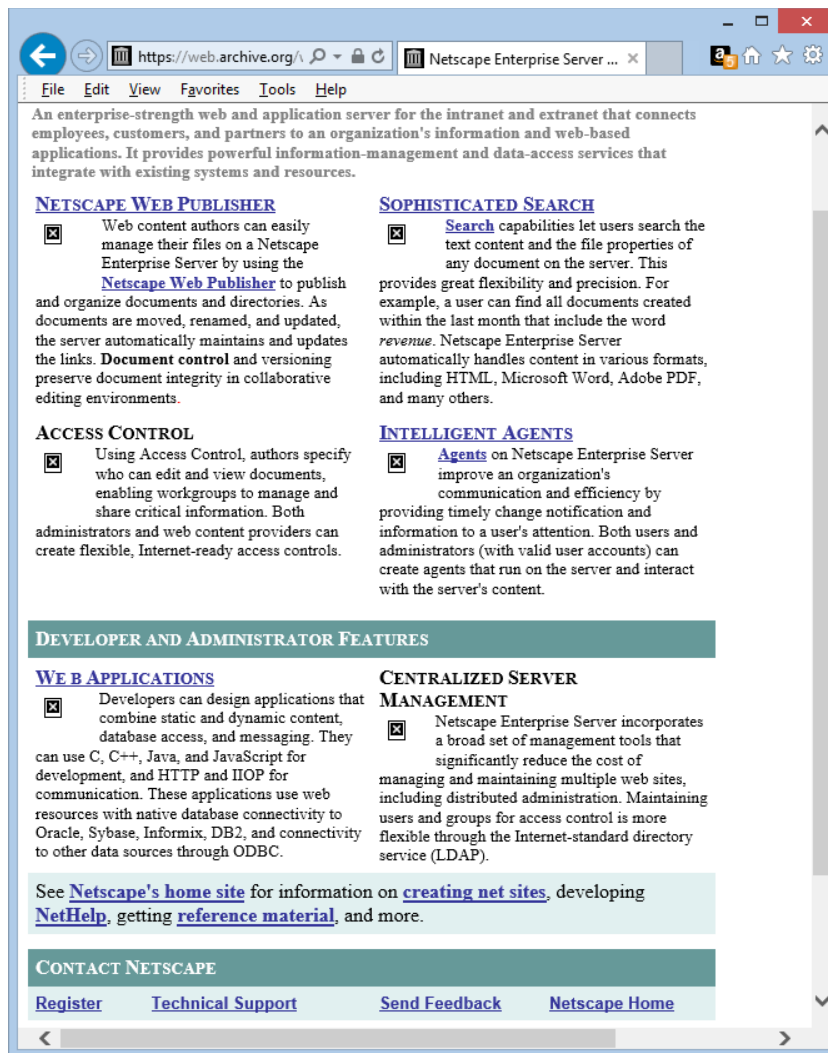 https://web.archive.org/\
Netscape Enterprise Server ...
File Edit View Favorites Tools Help
An enterprise-strength web and application server for the intranet and extranet that connects
employees, customers, and partners to an organization's information and web-based
applications. It provides powerful information-management and data-access services that
integrate with existing systems and resources.
NETSCAPE WEB PUBLISHER
Web content authors can easily
manage their files on a Netscape
Enterprise Server by using the
Netscape Web Publisher to publish
and organize documents and directories. As
documents are moved, renamed, and updated,
the server automatically maintains and updates
the links. Document control and versioning
preserve document integrity in collaborative
editing environments.
SOPHISTICATED SEARCH
Search capabilities let users search the
text content and the file properties of
any document on the server. This
provides great flexibility and precision. For
example, a user can find all documents created
within the last month that include the word
revenue. Netscape Enterprise Server
automatically handles content in various formats,
including HTML, Microsoft Word, Adobe PDF,
and many others.
ACCESS CONTROL
Using Access Control, authors specify
who can edit and view documents,
enabling workgroups to manage and
share critical information. Both
administrators and web content providers can
create flexible, Internet-ready access controls.
INTELLIGENT AGENTS
Agents on Netscape Enterprise Server
improve an organization's
communication and efficiency by
providing timely change notification and
information to a user's attention. Both users and
administrators (with valid user accounts) can
create agents that run on the server and interact
with the server's content.
DEVELOPER AND ADMINISTRATOR FEATURES
WE B APPLICATIONS
Developers can design applications that
combine static and dynamic content,
database access, and messaging. They
can use C, C++, Java, and JavaScript for
development, and HTTP and IIOP for
communication. These applications use web
resources with native database connectivity to
Oracle, Sybase, Informix, DB2, and connectivity
to other data sources through ODBC.
CENTRALIZED SERVER
MANAGEMENT
Netscape Enterprise Server incorporates
a broad set of management tools that
significantly reduce the cost of
managing and maintaining multiple web sites,
including distributed administration. Maintaining
users and groups for access control is more
flexible through the Internet-standard directory
service (LDAP).
See Netscape's home site for information on creating net sites, developing
NetHelp, getting reference material, and more.
CONTACT NETSCAPE
Register Technical Support Send Feedback Netscape Home